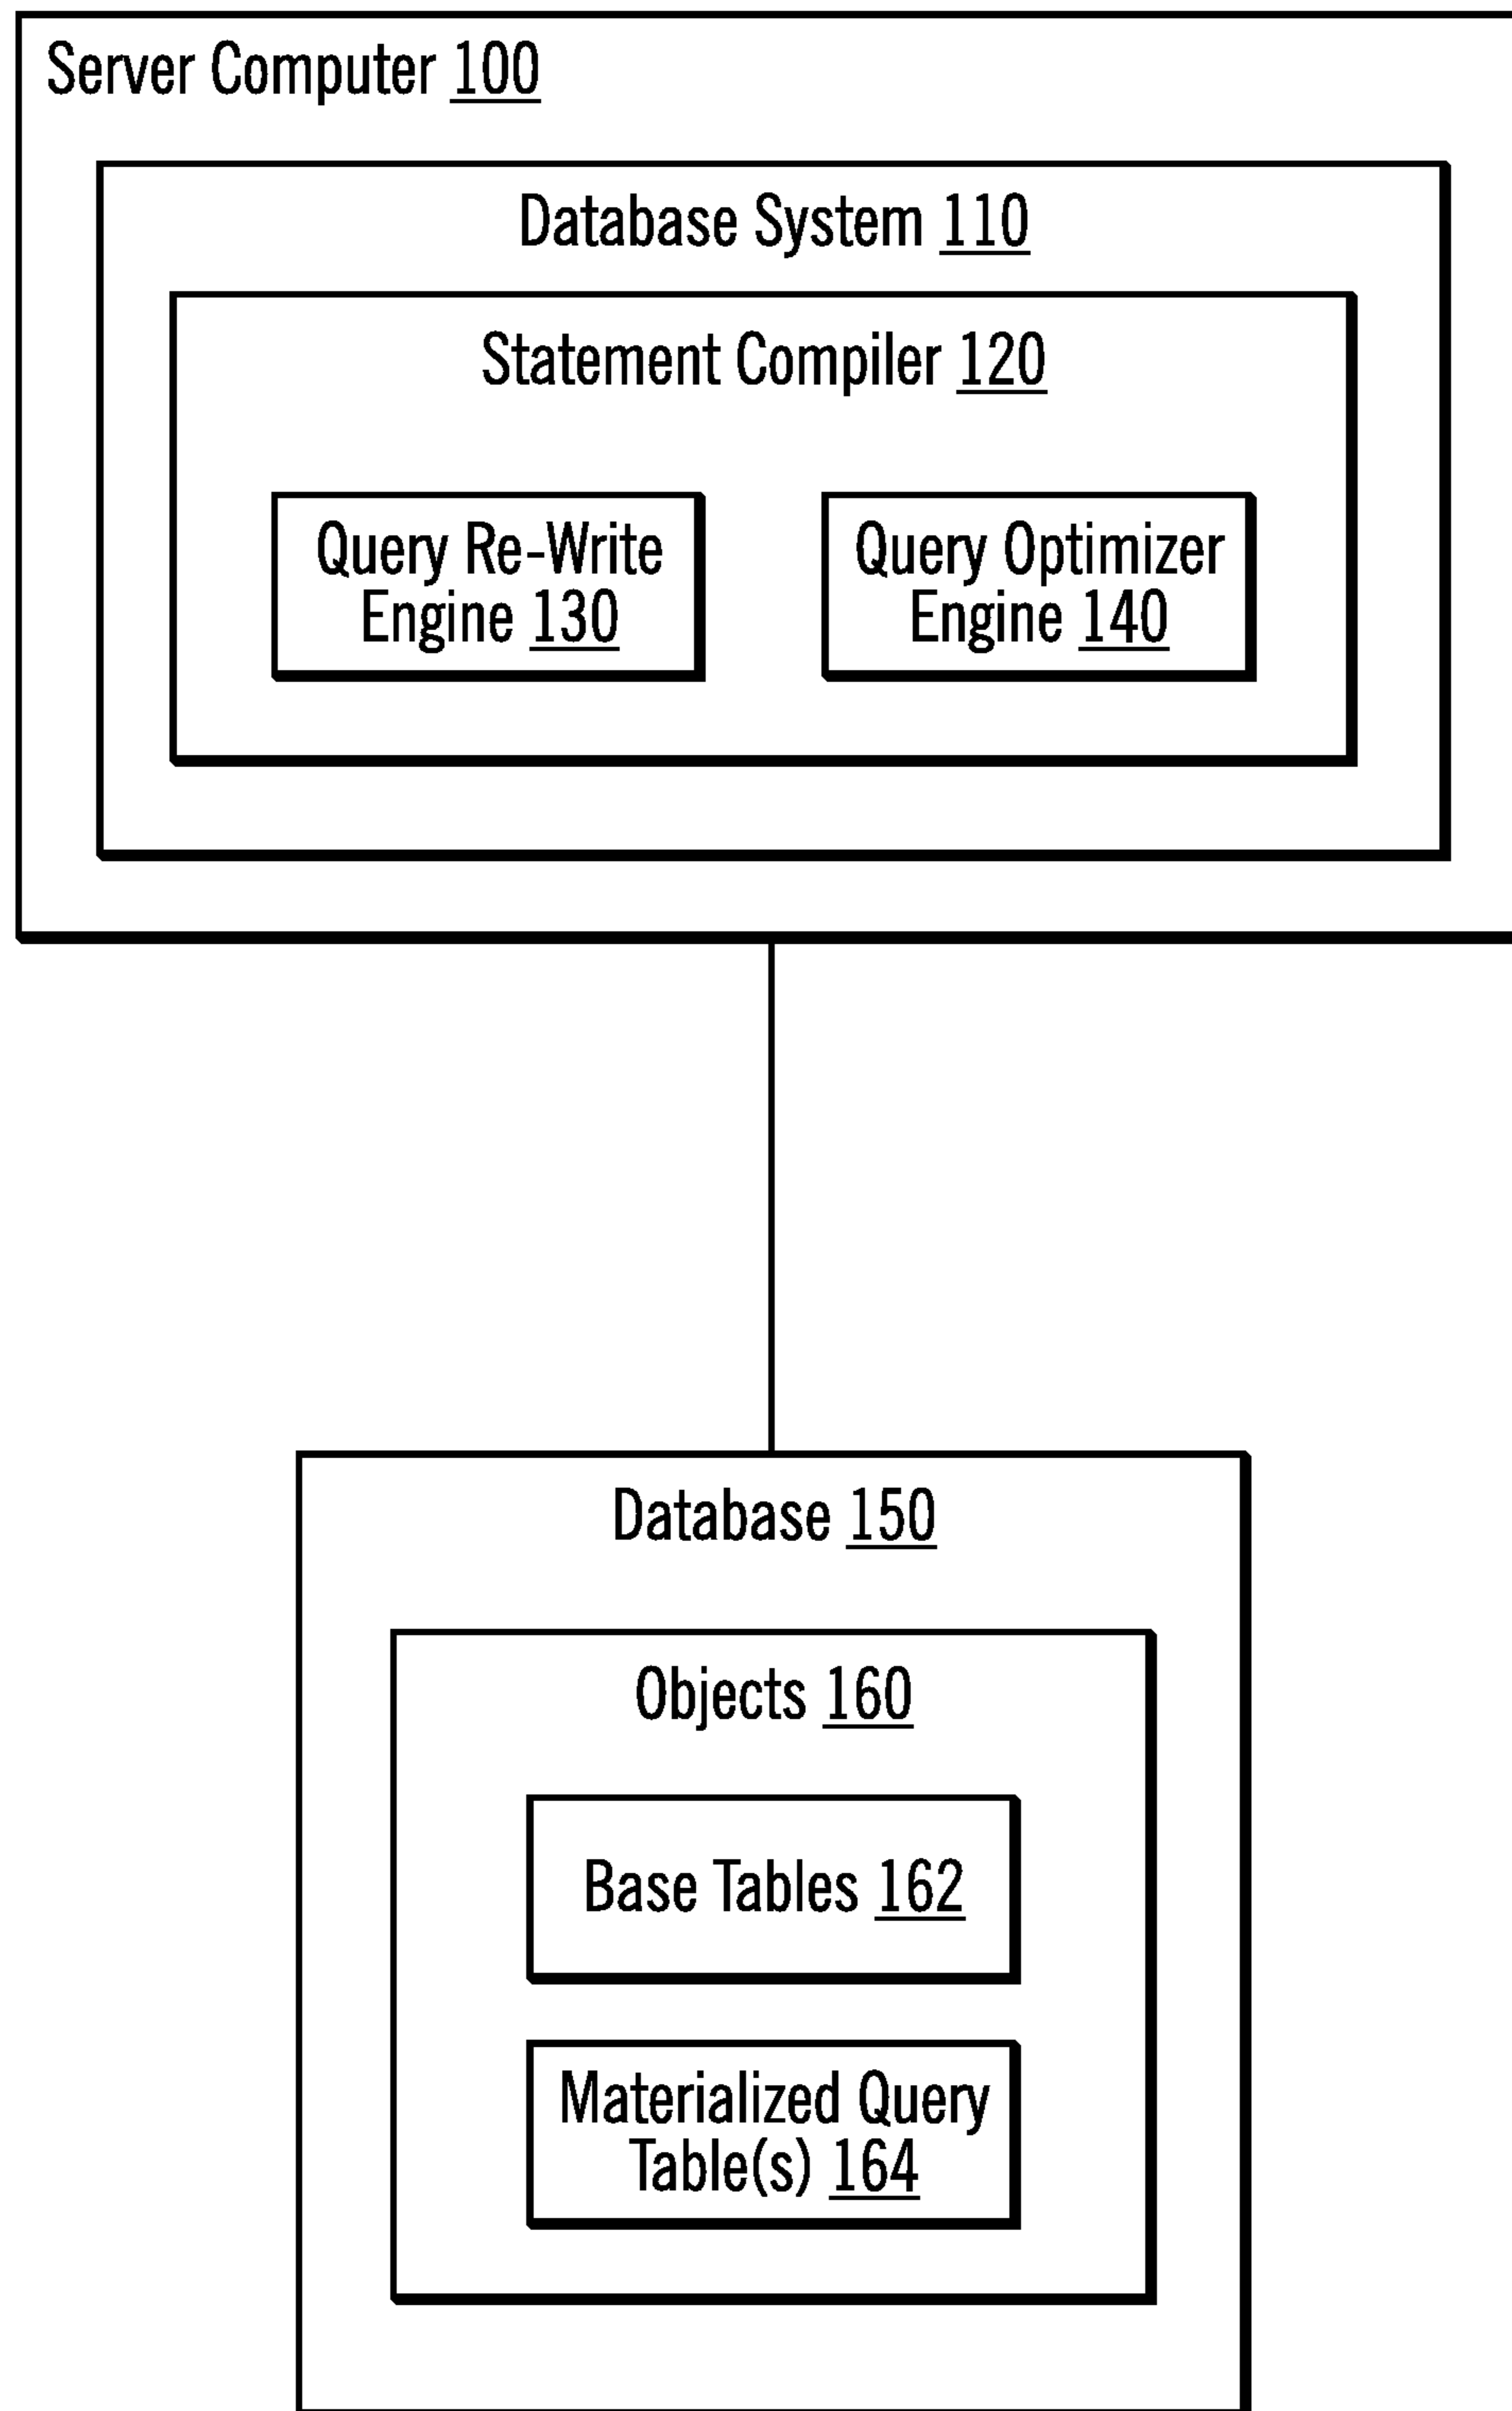 Server Computer 100
Database System 110
Statement Compiler 120
Query Re-Write
Engine 130
Query Optimizer
Engine 140
Database 150
Objects 160
Base Tables 162
Materialized Query
Table(s) 164